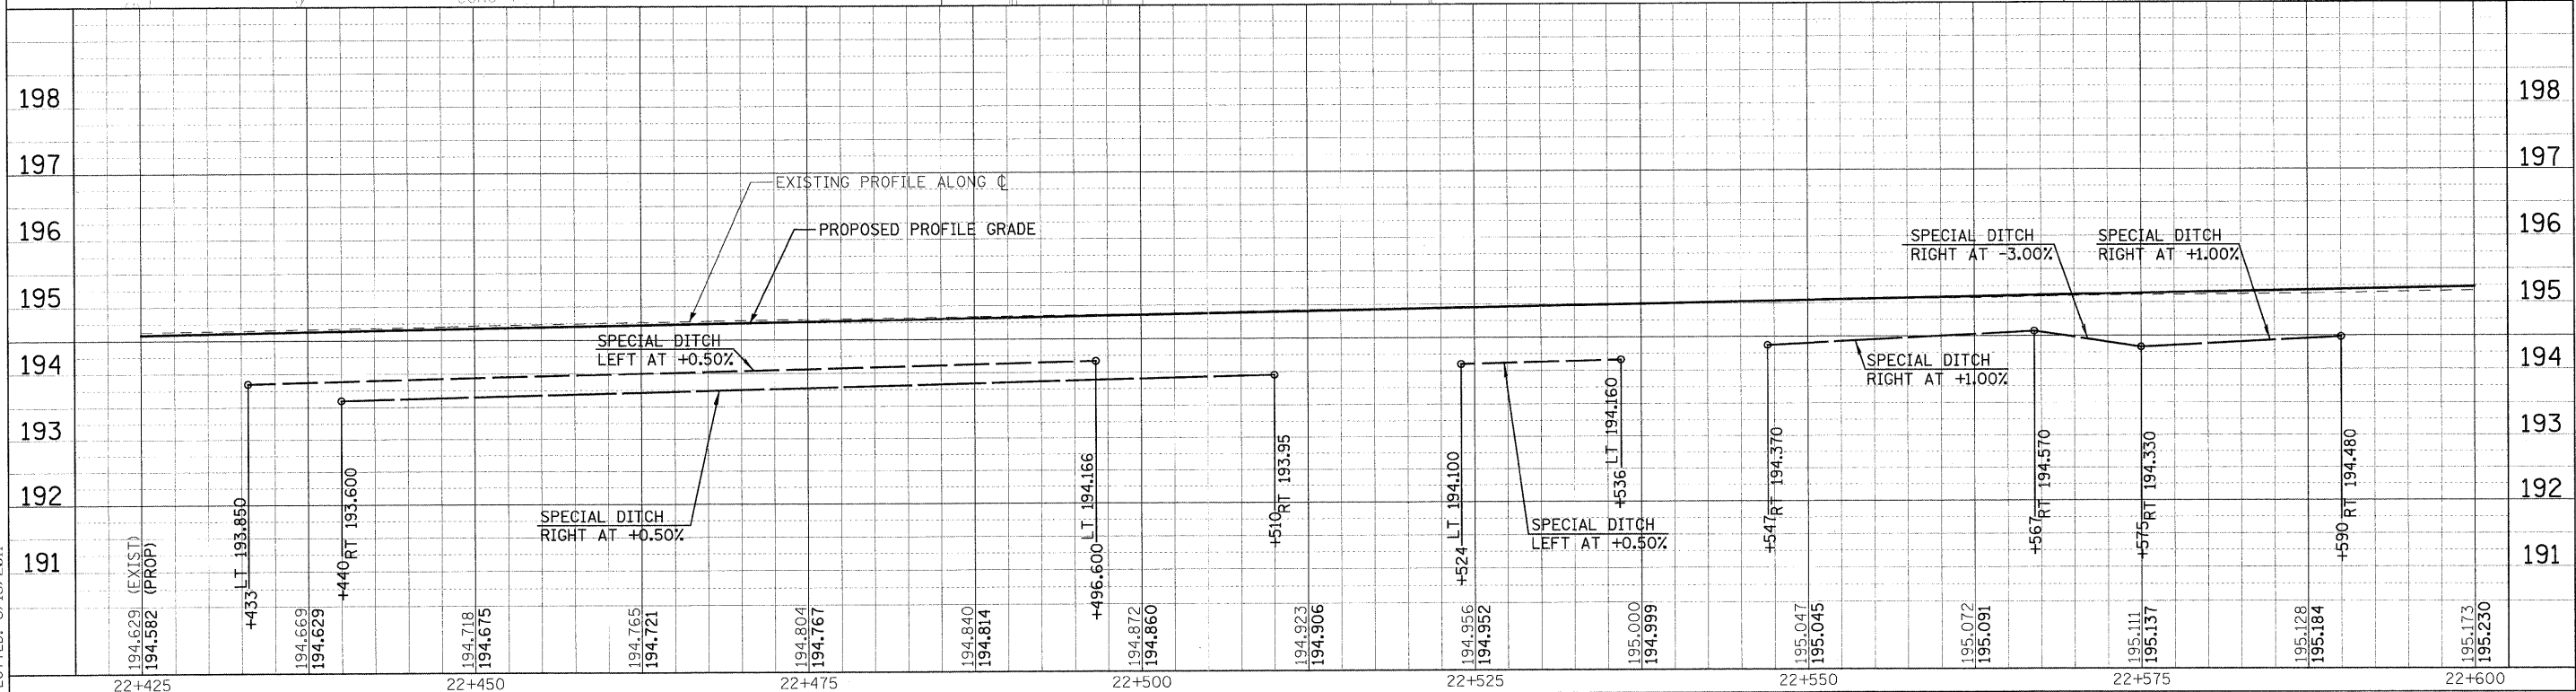 198
198
197
197
EXISTING PROFILE ALONG ℄
196
PROPOSED PROFILE GRADE
196
SPECIAL DITCH
RIGHT AT -3.00%
SPECIAL DITCH
RIGHT AT +1.00%
195
195
SPECIAL DITCH
LEFT AT +0.50%
194
SPECIAL DITCH
RIGHT AT +1.00%
194
193
193
192
192
SPECIAL DITCH
RIGHT AT +0.50%
SPECIAL DITCH
LEFT AT +0.50%
191
191
+433 LT 193.850
+440 RT 193.600
+496.600 LT 194.166
+510 RT 193.95
+524 LT 194.100
+536 LT 194.160
+547 RT 194.370
+567 RT 194.570
+575 RT 194.330
+590 RT 194.480
194.629 (EXIST)
194.582 (PROP)
194.669
194.629
194.718
194.675
194.765
194.721
194.804
194.767
194.840
194.814
194.872
194.860
194.923
194.906
194.956
194.952
195.000
194.999
195.047
195.045
195.072
195.091
195.111
195.137
195.128
195.184
195.173
195.230
22+425
22+450
22+475
22+500
22+525
22+550
22+575
22+600